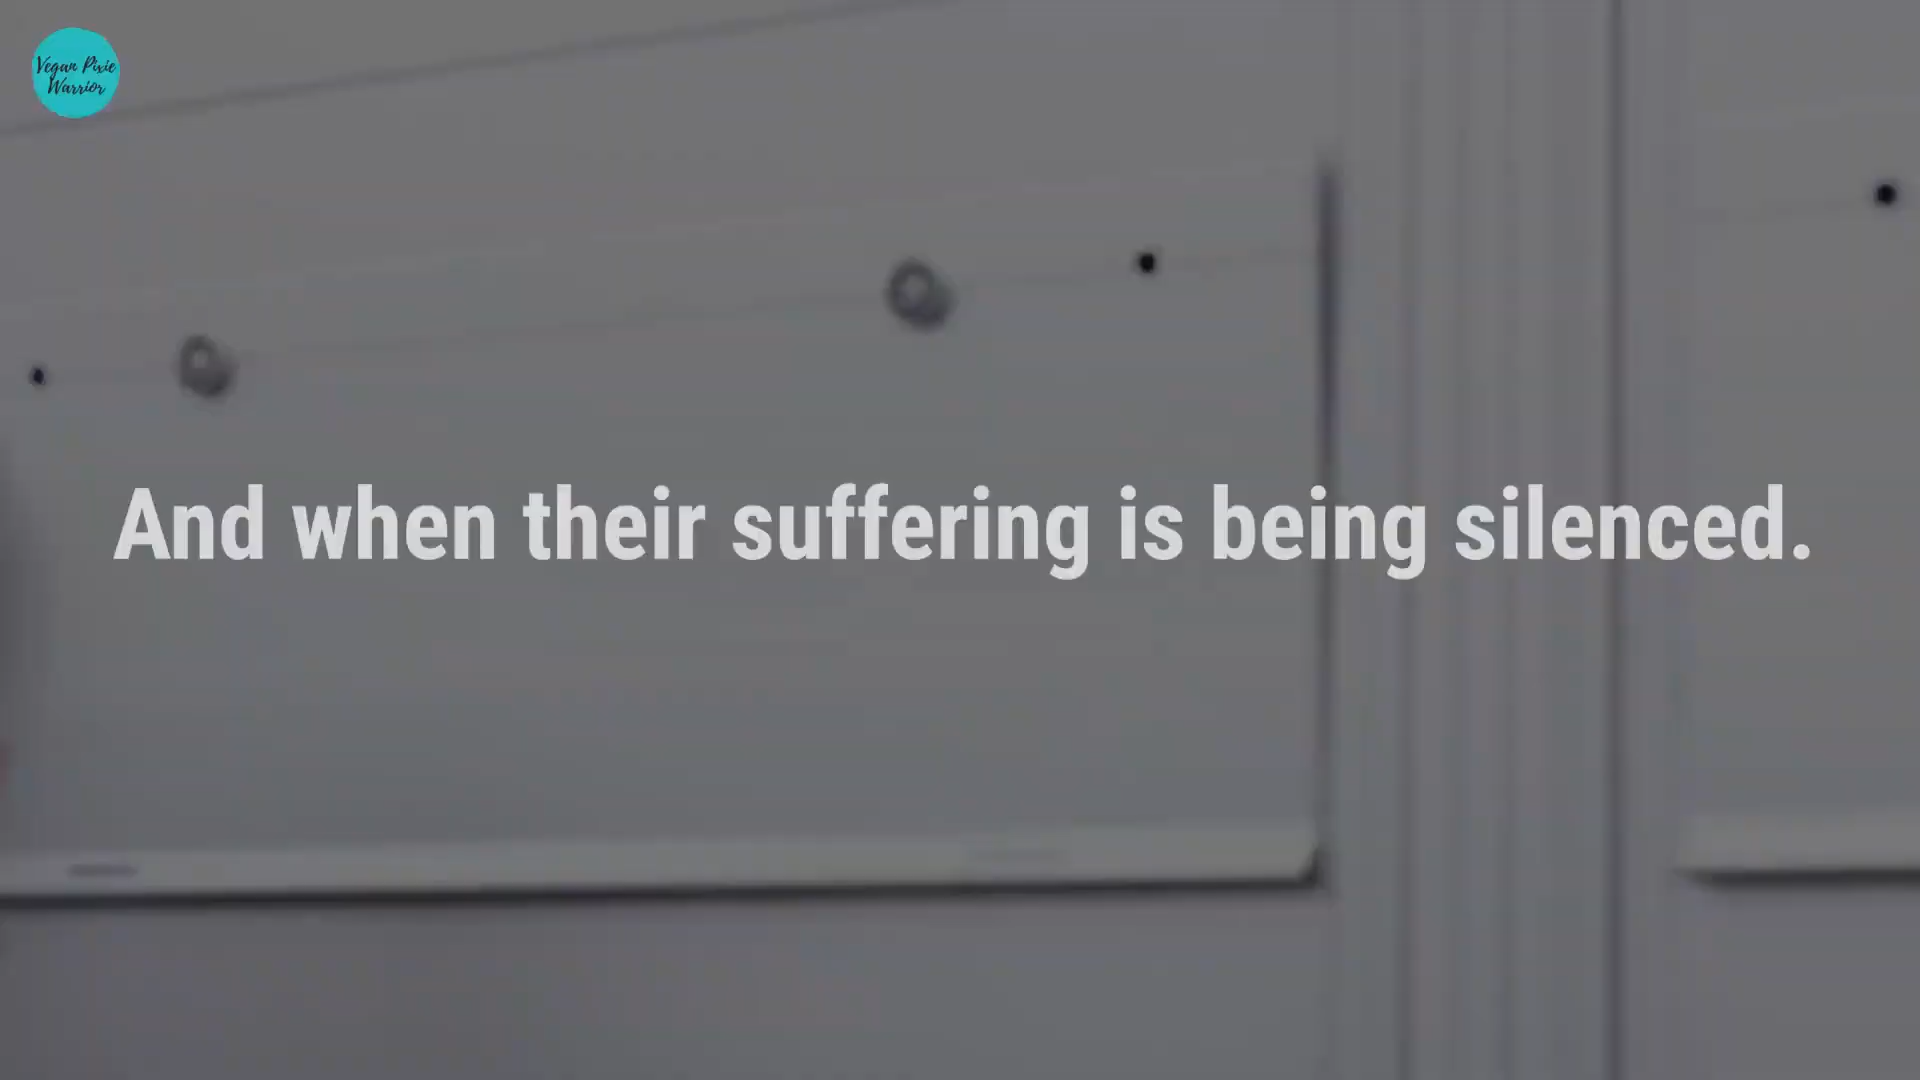 Vegan Pixie
Warrior
And when their suffering is being silenced.